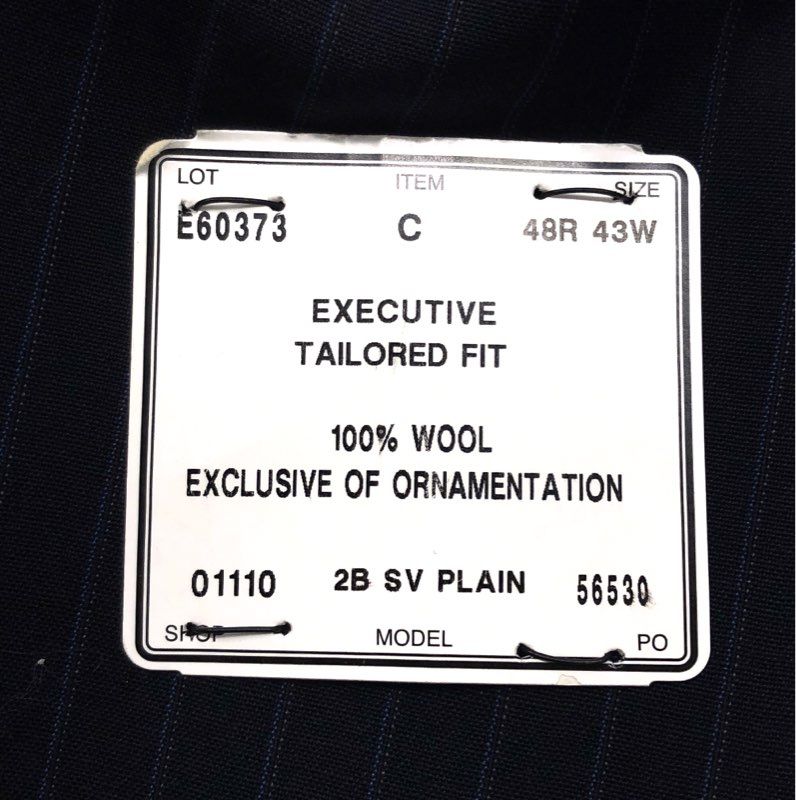 LOT ITEM SIZE
E60373 C 48R 43W
EXECUTIVE
TAILORED FIT
100% WOOL
EXCLUSIVE OF ORNAMENTATION
01110 2B SV PLAIN 56530
SHOP MODEL PO